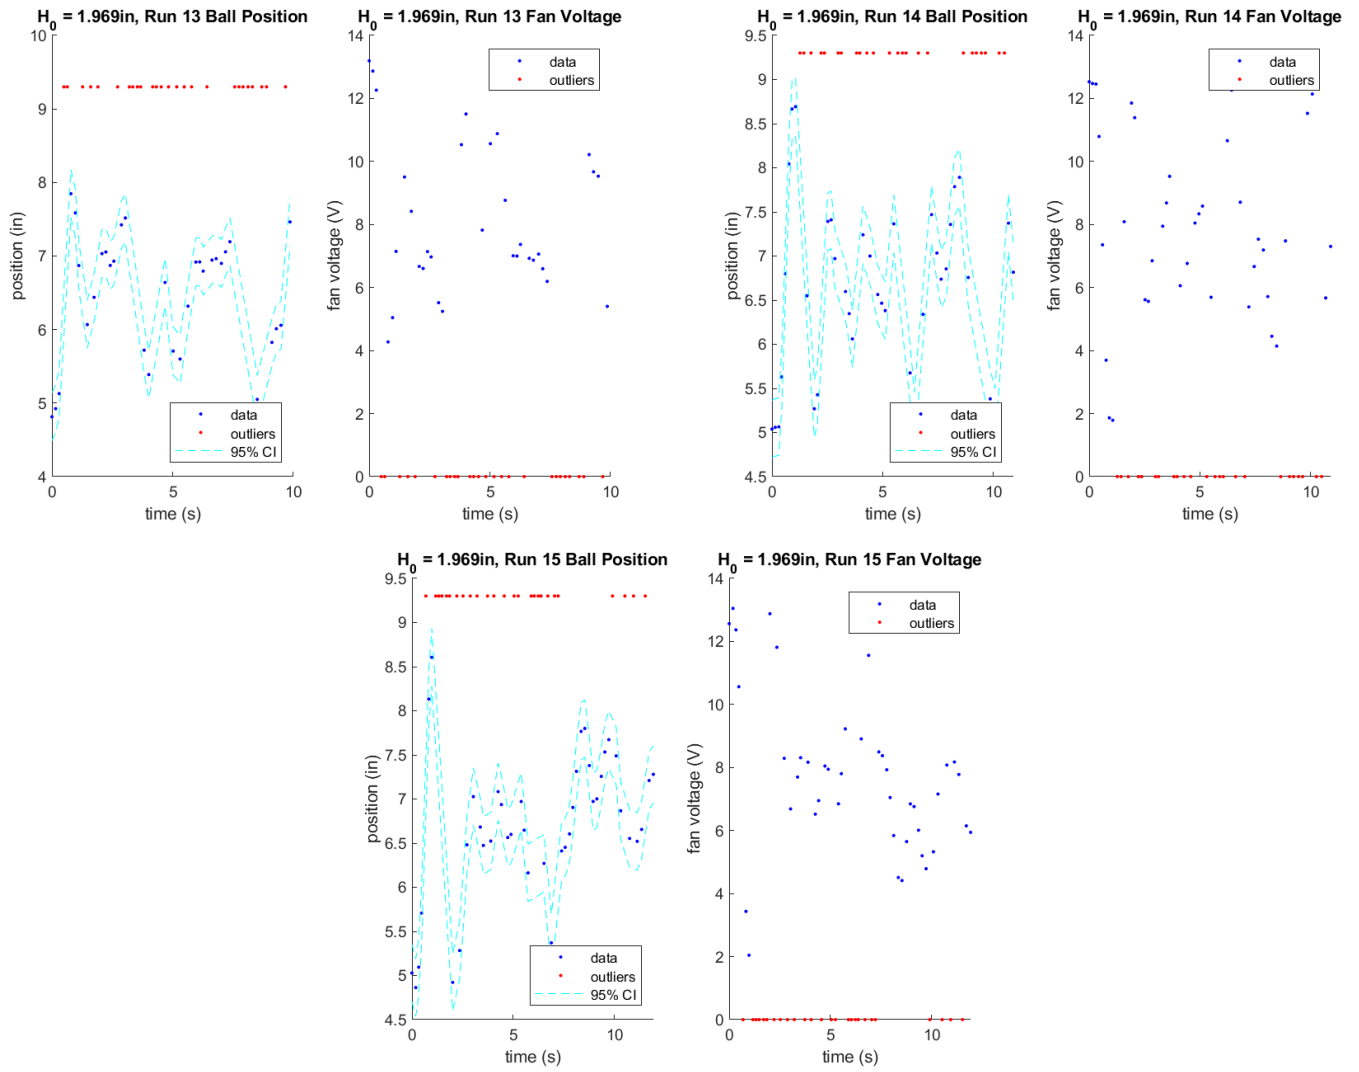 H0 = 1.969in, Run 13 Ball Position
10
9
8
7
6
5
4
0 5 10
position (in)
time (s)
data
outliers
95% CI
H0 = 1.969in, Run 13 Fan Voltage
14
12
10
8
6
4
2
0
0 5 10
fan voltage (V)
time (s)
data
outliers
H0 = 1.969in, Run 14 Ball Position
9.5
9
8.5
8
7.5
7
6.5
6
5.5
5
4.5
0 5 10
position (in)
time (s)
data
outliers
95% CI
H0 = 1.969in, Run 14 Fan Voltage
14
12
10
8
6
4
2
0
0 5 10
fan voltage (V)
time (s)
data
outliers
H0 = 1.969in, Run 15 Ball Position
9.5
9
8.5
8
7.5
7
6.5
6
5.5
5
4.5
0 5 10
position (in)
time (s)
data
outliers
95% CI
H0 = 1.969in, Run 15 Fan Voltage
14
12
10
8
6
4
2
0
0 5 10
fan voltage (V)
time (s)
data
outliers